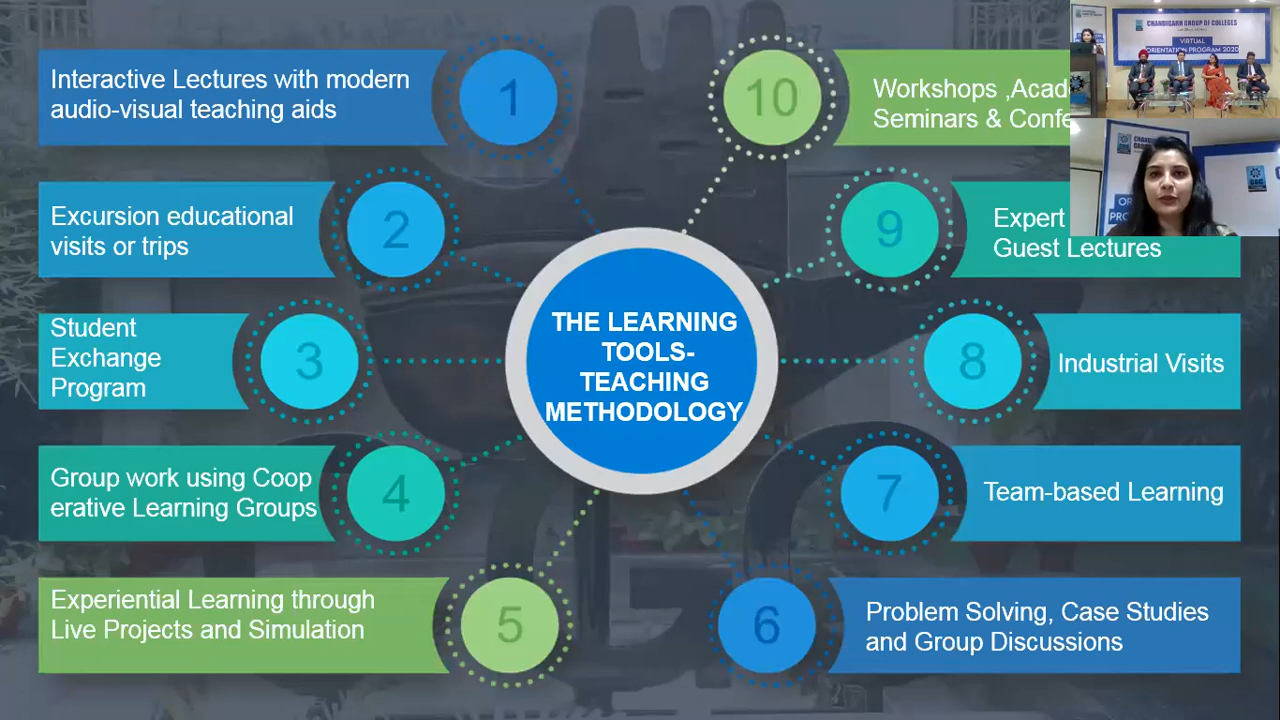 THE LEARNING
TOOLS-
TEACHING
METHODOLOGY
1
Interactive Lectures with modern
audio-visual teaching aids
2
Excursion educational
visits or trips
3
Student
Exchange
Program
4
Group work using Coop
erative Learning Groups
5
Experiential Learning through
Live Projects and Simulation
6
Problem Solving, Case Studies
and Group Discussions
7
Team-based Learning
8
Industrial Visits
9
Expert
Guest Lectures
10
Workshops ,Acad
Seminars & Confe
CHANDIGARH GROUP OF COLLEGES
VIRTUAL
ORIENTATION PROGRAM 2020